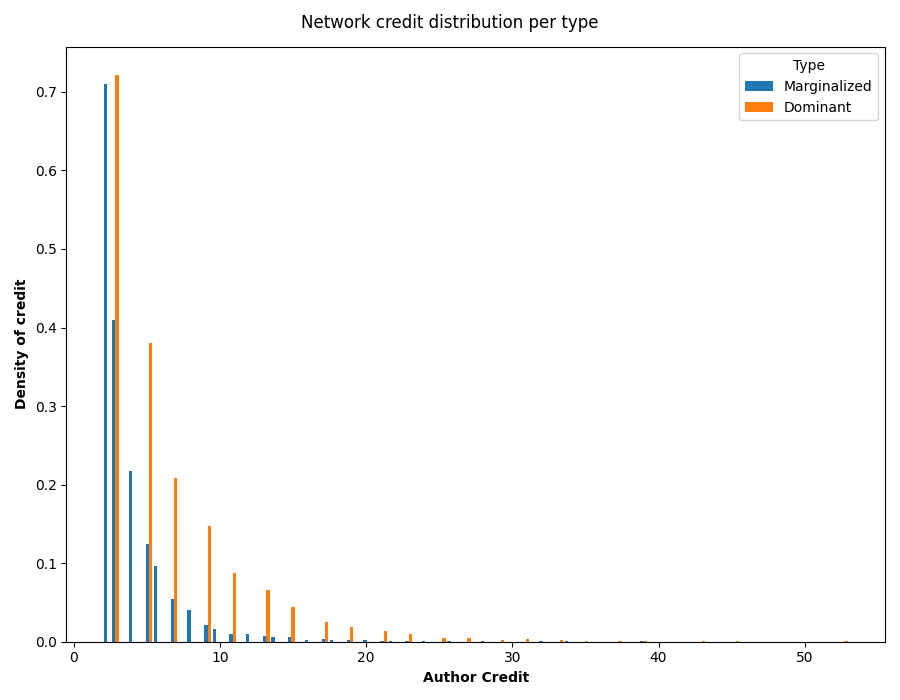 Network credit distribution per type
Type
Marginalized
Dominant
Density of credit
0.7
0.6
0.5
0.4
0.3
0.2
0.1
0.0
0 10 20 30 40 50
Author Credit